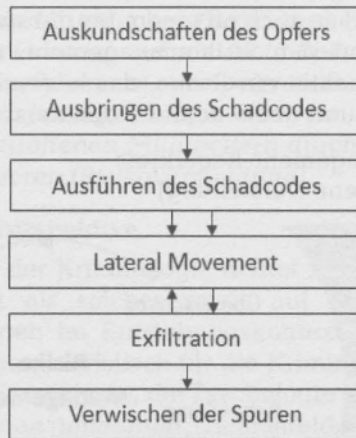 Auskundschaften des Opfers
Ausbringen des Schadcodes
Ausführen des Schadcodes
Lateral Movement
Exfiltration
Verwischen der Spuren